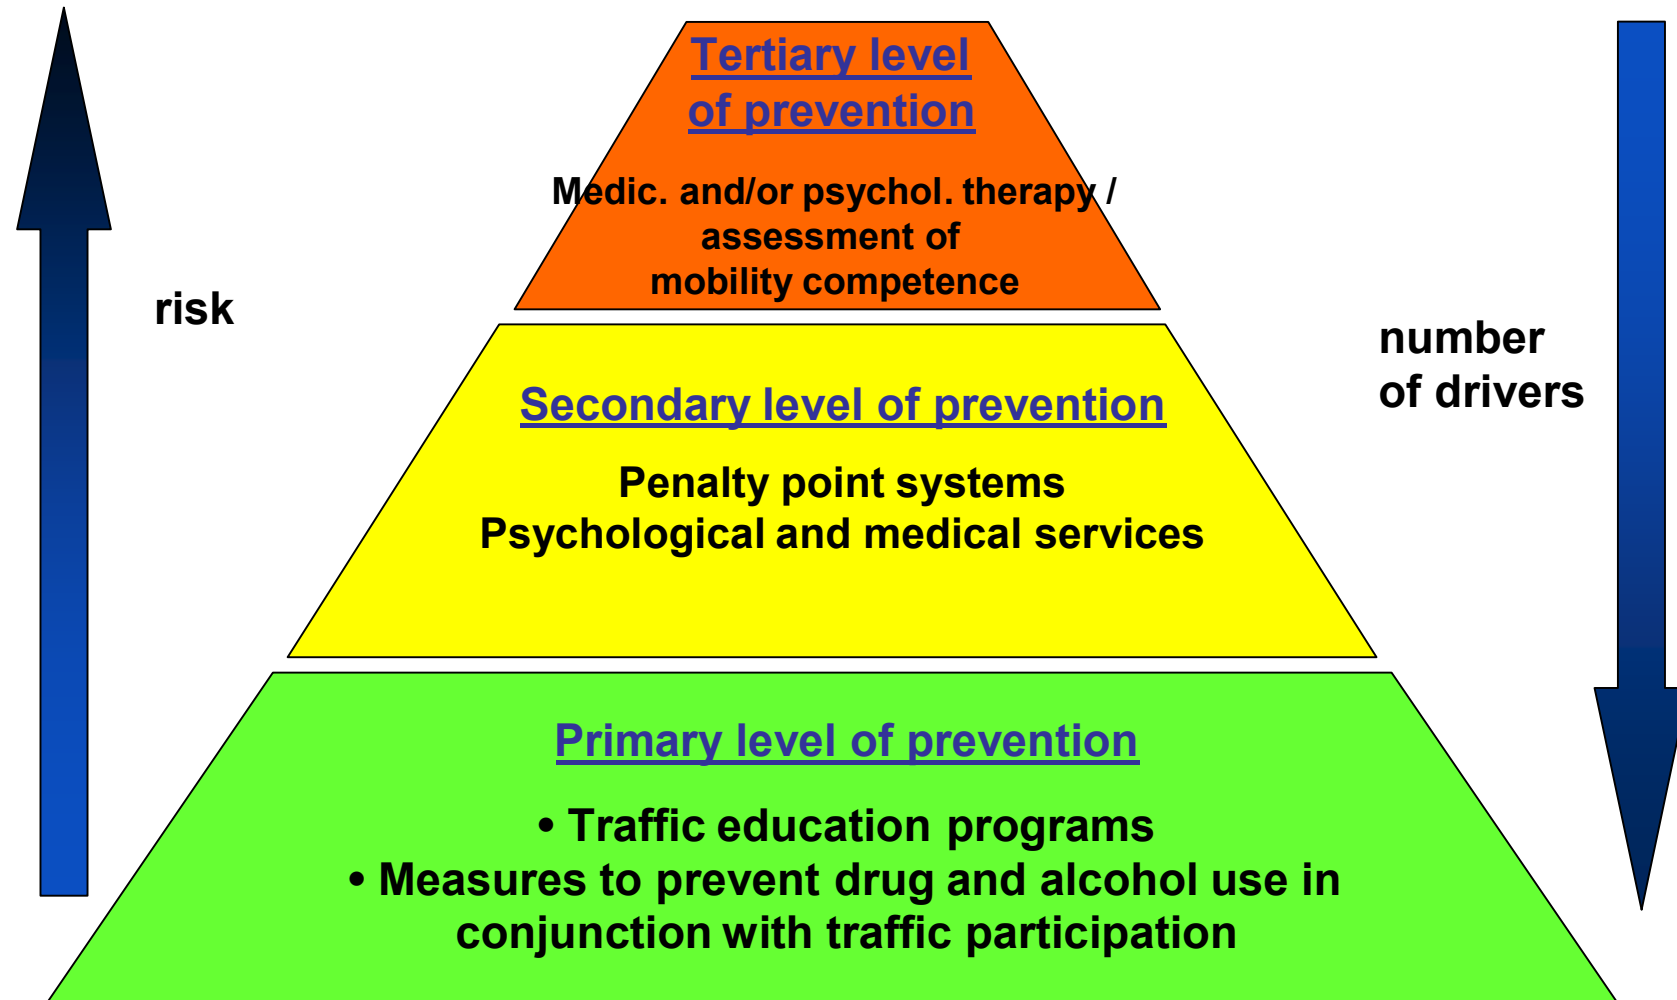 Tertiary level
of prevention
Medic. and/or psychol. therapy /
assessment of
mobility competence
risk
number
of drivers
Secondary level of prevention
Penalty point systems
Psychological and medical services
Primary level of prevention
• Traffic education programs
• Measures to prevent drug and alcohol use in
conjunction with traffic participation